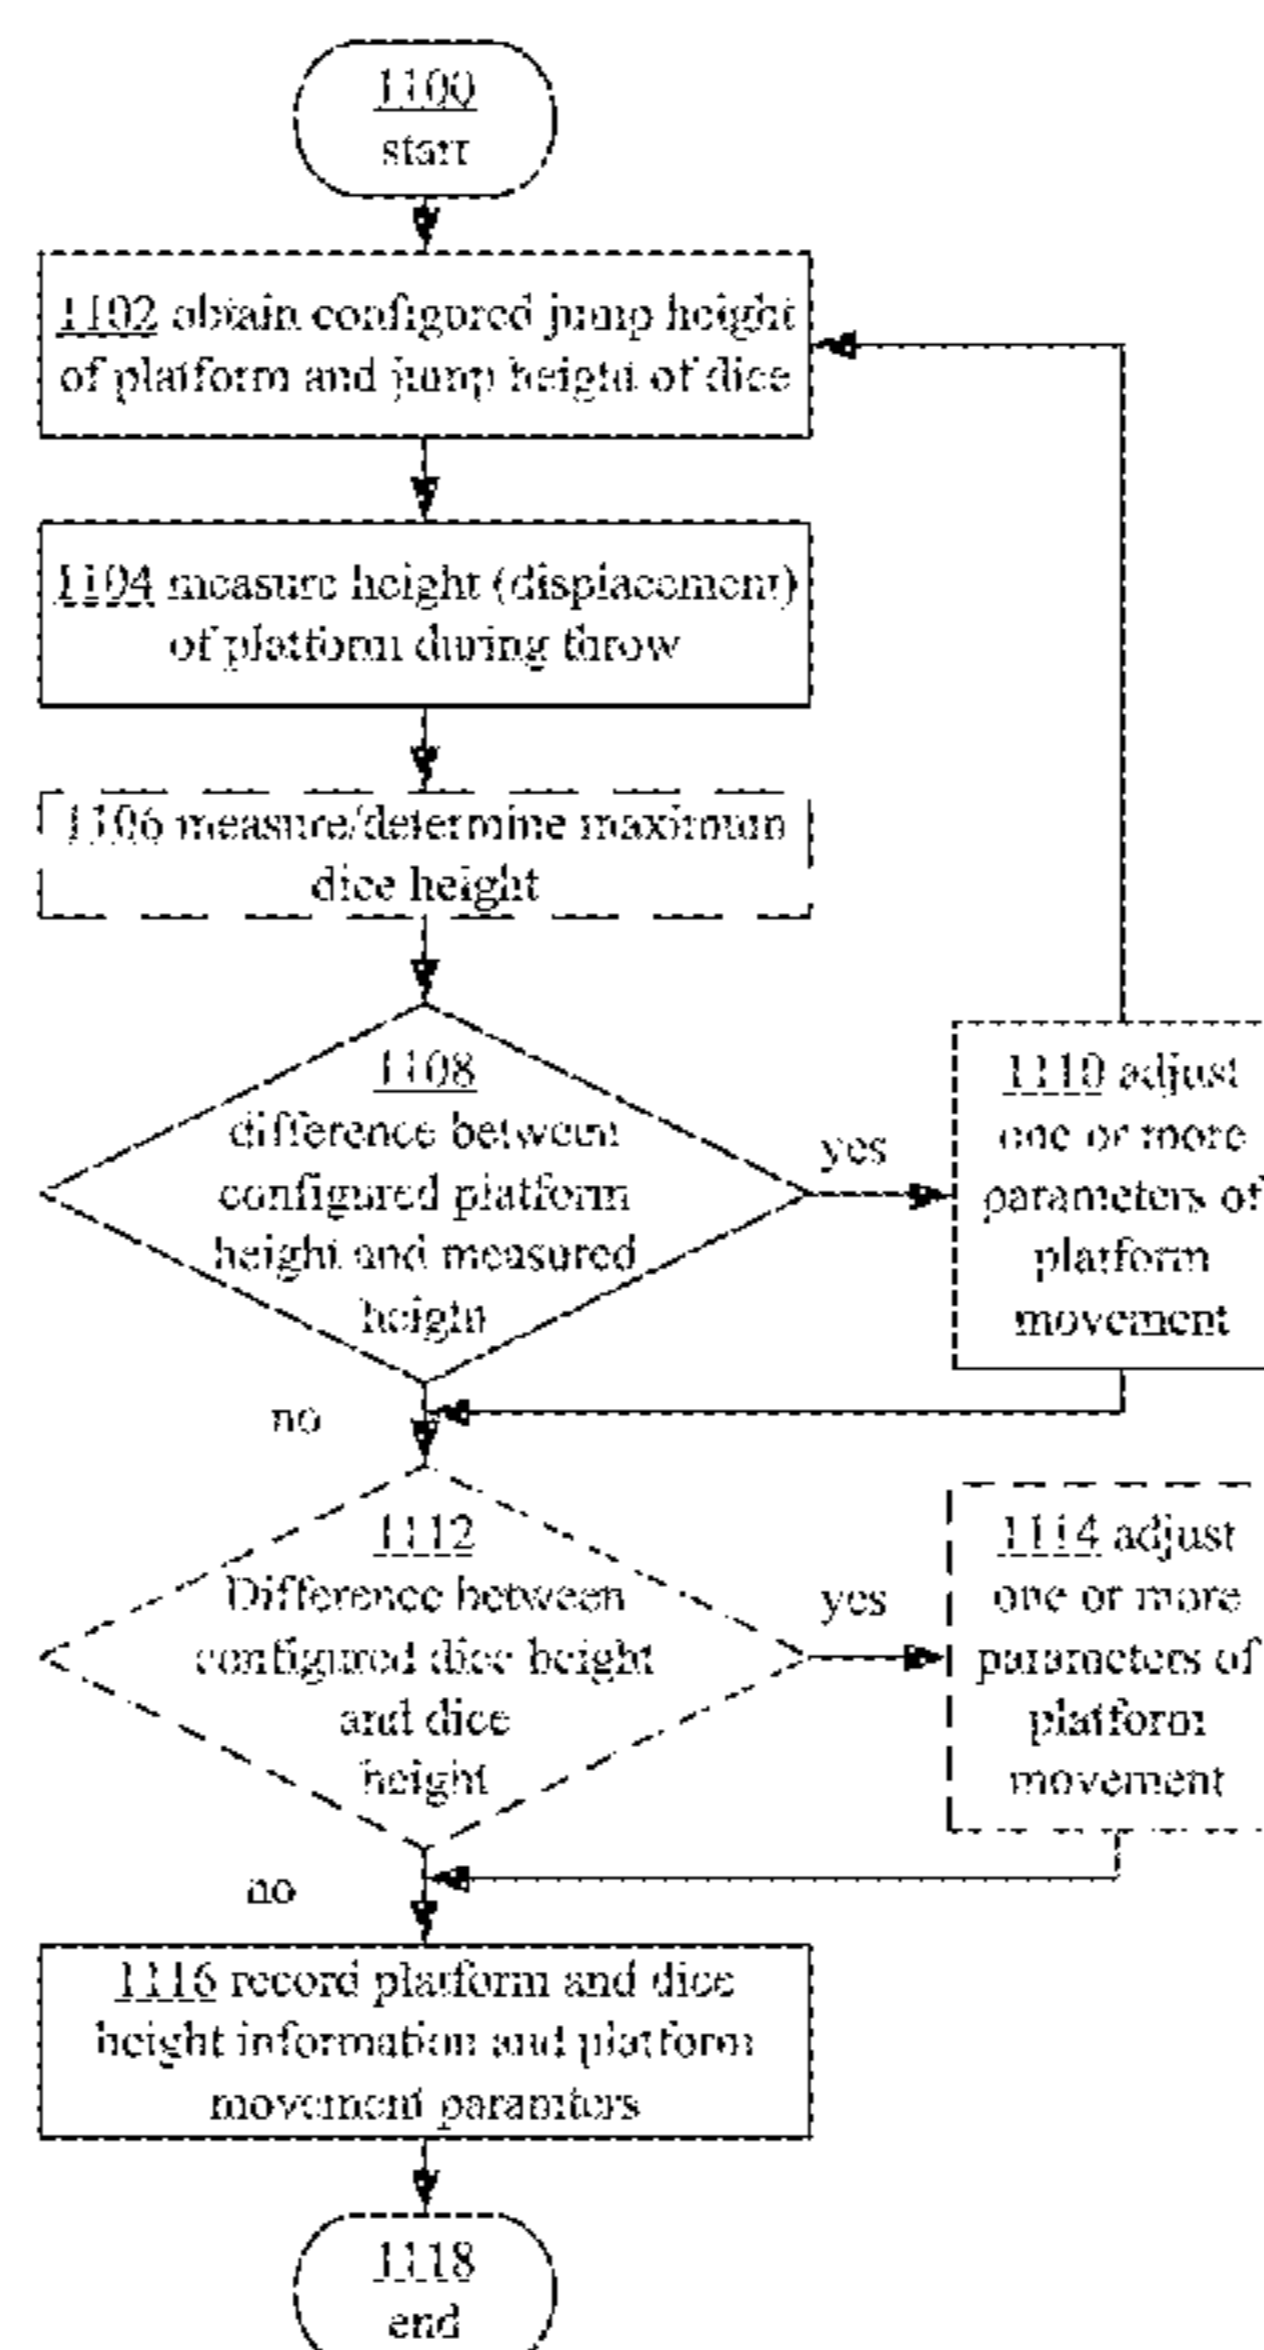 1100
start
1102 obtain configured jump height
of platform and jump height of dice
1104 measure height (displacement)
of platform during throw
1106 measure/determine maximum
dice height
1108
difference between
configured platform
height and measured
height
yes
1110 adjust
one or more
parameters of
platform
movement
no
1112
Difference between
configured dice height
and dice
height
yes
1114 adjust
one or more
parameters of
platform
movement
no
1116 record platform and dice
height information and platform
movement paramters
1118
end